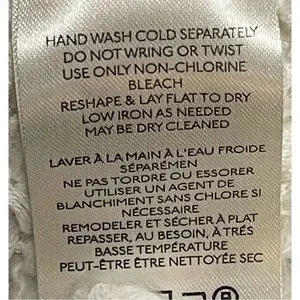 HAND WASH COLD SEPARATELY
DO NOT WRING OR TWIST
USE ONLY NON-CHLORINE
BLEACH
RESHAPE & LAY FLAT TO DRY
LOW IRON AS NEEDED
MAY BE DRY CLEANED
LAVER À LA MAIN À L'EAU FROIDE
SÉPARÉMEN
NE PAS TORDRE OU ESSORER
UTILISER UN AGENT DE
BLANCHIMENT SANS CHLORE SI
NÉCESSAIRE
REMODELER ET SÉCHER À PLAT
REPASSER, AU BESOIN, À TRÉS
BASSE TEMPÉRATURE
PEUT-ÊTRE ÊTRE NETTOYÉE SEC